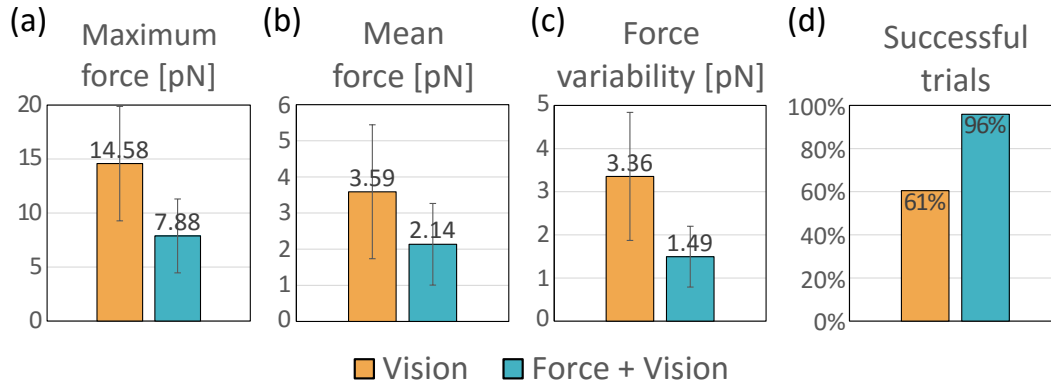 (a)
Maximum
force [pN]
20
15
10
5
0
14.58
7.88
(b)
Mean
force [pN]
6
5
4
3
2
1
0
3.59
2.14
(c)
Force
variability [pN]
5
4
3
2
1
0
3.36
1.49
(d)
Successful
trials
100%
80%
60%
40%
20%
0%
61%
96%
Vision
Force + Vision